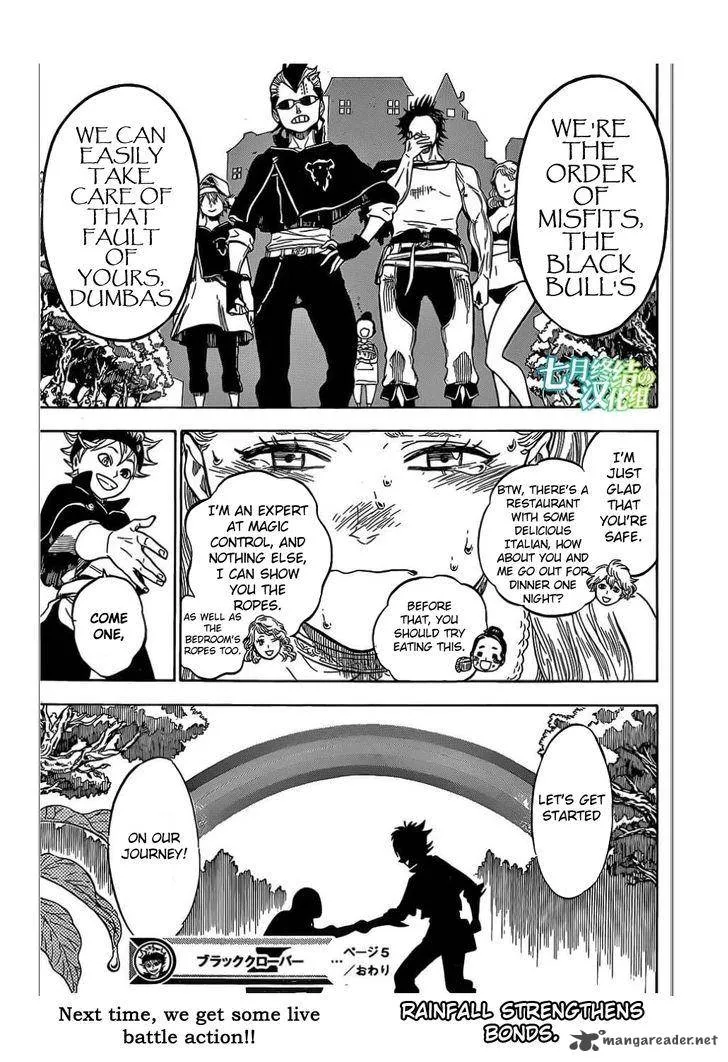 WE'RE
THE
ORDER
OF
MISFITS,
THE
BLACK
BULL'S
WE CAN
EASILY
TAKE
CARE OF
THAT
FAULT
OF
YOURS,
DUMBAS
七月终结の
汉化组
I'M
JUST
GLAD
THAT
YOU'RE
SAFE.
BTW, THERE'S A
RESTAURANT
WITH SOME
DELICIOUS
ITALIAN, HOW
ABOUT YOU AND
ME GO OUT FOR
DINNER ONE
NIGHT?
BEFORE
THAT, YOU
SHOULD TRY
EATING THIS.
I'M AN EXPERT
AT MAGIC
CONTROL, AND
NOTHING ELSE,
I CAN SHOW
YOU THE
ROPES.
AS WELL AS
THE
BEDROOM'S
ROPES TOO.
COME
ONE,
LET'S GET
STARTED
ON OUR
JOURNEY!
ブラッククローバー
…ページ5
/おわり
Next time, we get some live
battle action!!
RAINFALL STRENGTHENS
BONDS.
mangareader.net